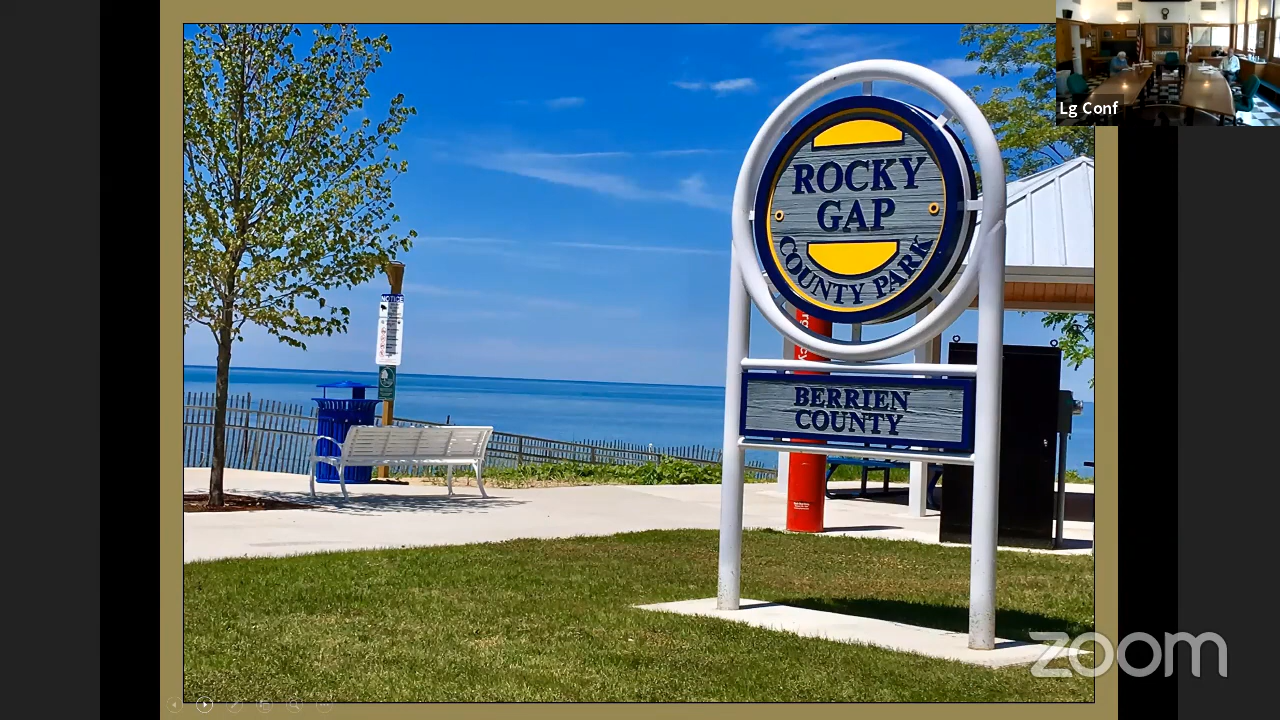 Lg Conf
ROCKY
GAP
COUNTY PARK
NOTICE
BERRIEN
COUNTY
zoom